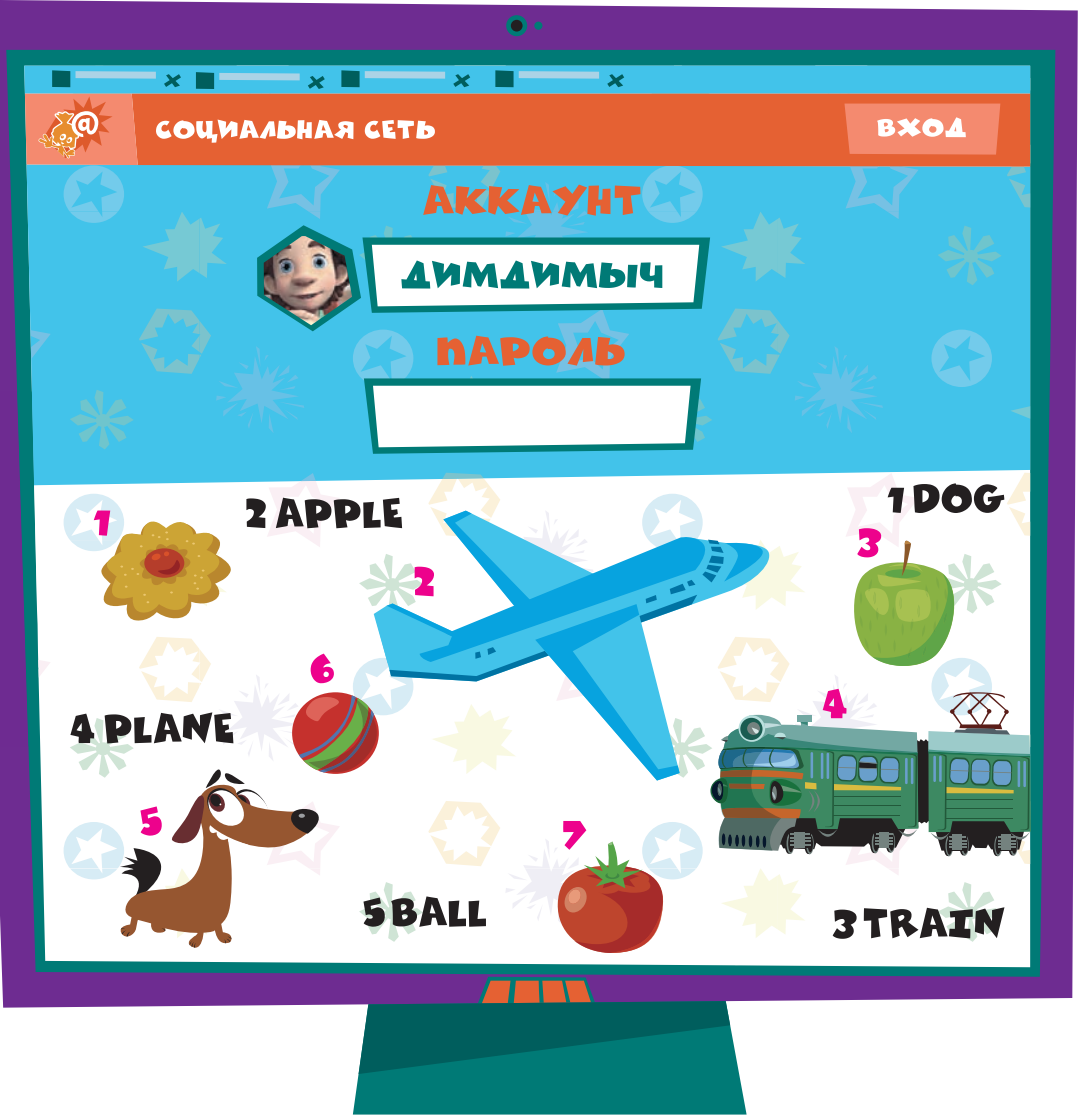 @
СОЦИАЛЬНАЯ СЕТЬ
ВХОД
АККАУНТ
ДИМДИМЫЧ
ПАРОЛЬ
1
2 APPLE
1 DOG
3
2
6
4 PLANE
4
5
7
5 BALL
3 TRAIN